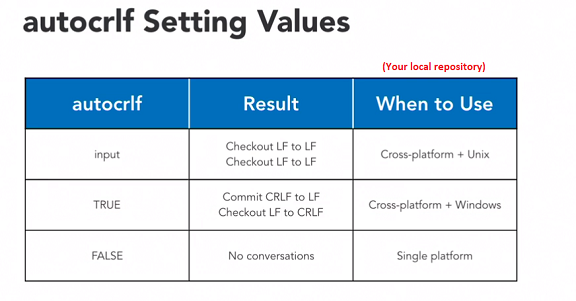 autocrlf Setting Values
(Your local repository)
autocrlf Result When to Use
input
Checkout LF to LF
Checkout LF to LF
Cross-platform + Unix
TRUE
Commit CRLF to LF
Checkout LF to CRLF
Cross-platform + Windows
FALSE No conversations Single platform